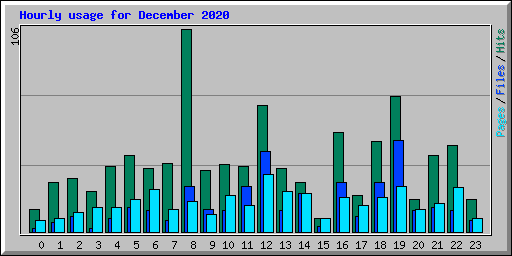 Hourly usage for December 2020
106
Pages/Files/Hits
0 1 2 3 4 5 6 7 8 9 10 11 12 13 14 15 16 17 18 19 20 21 22 23